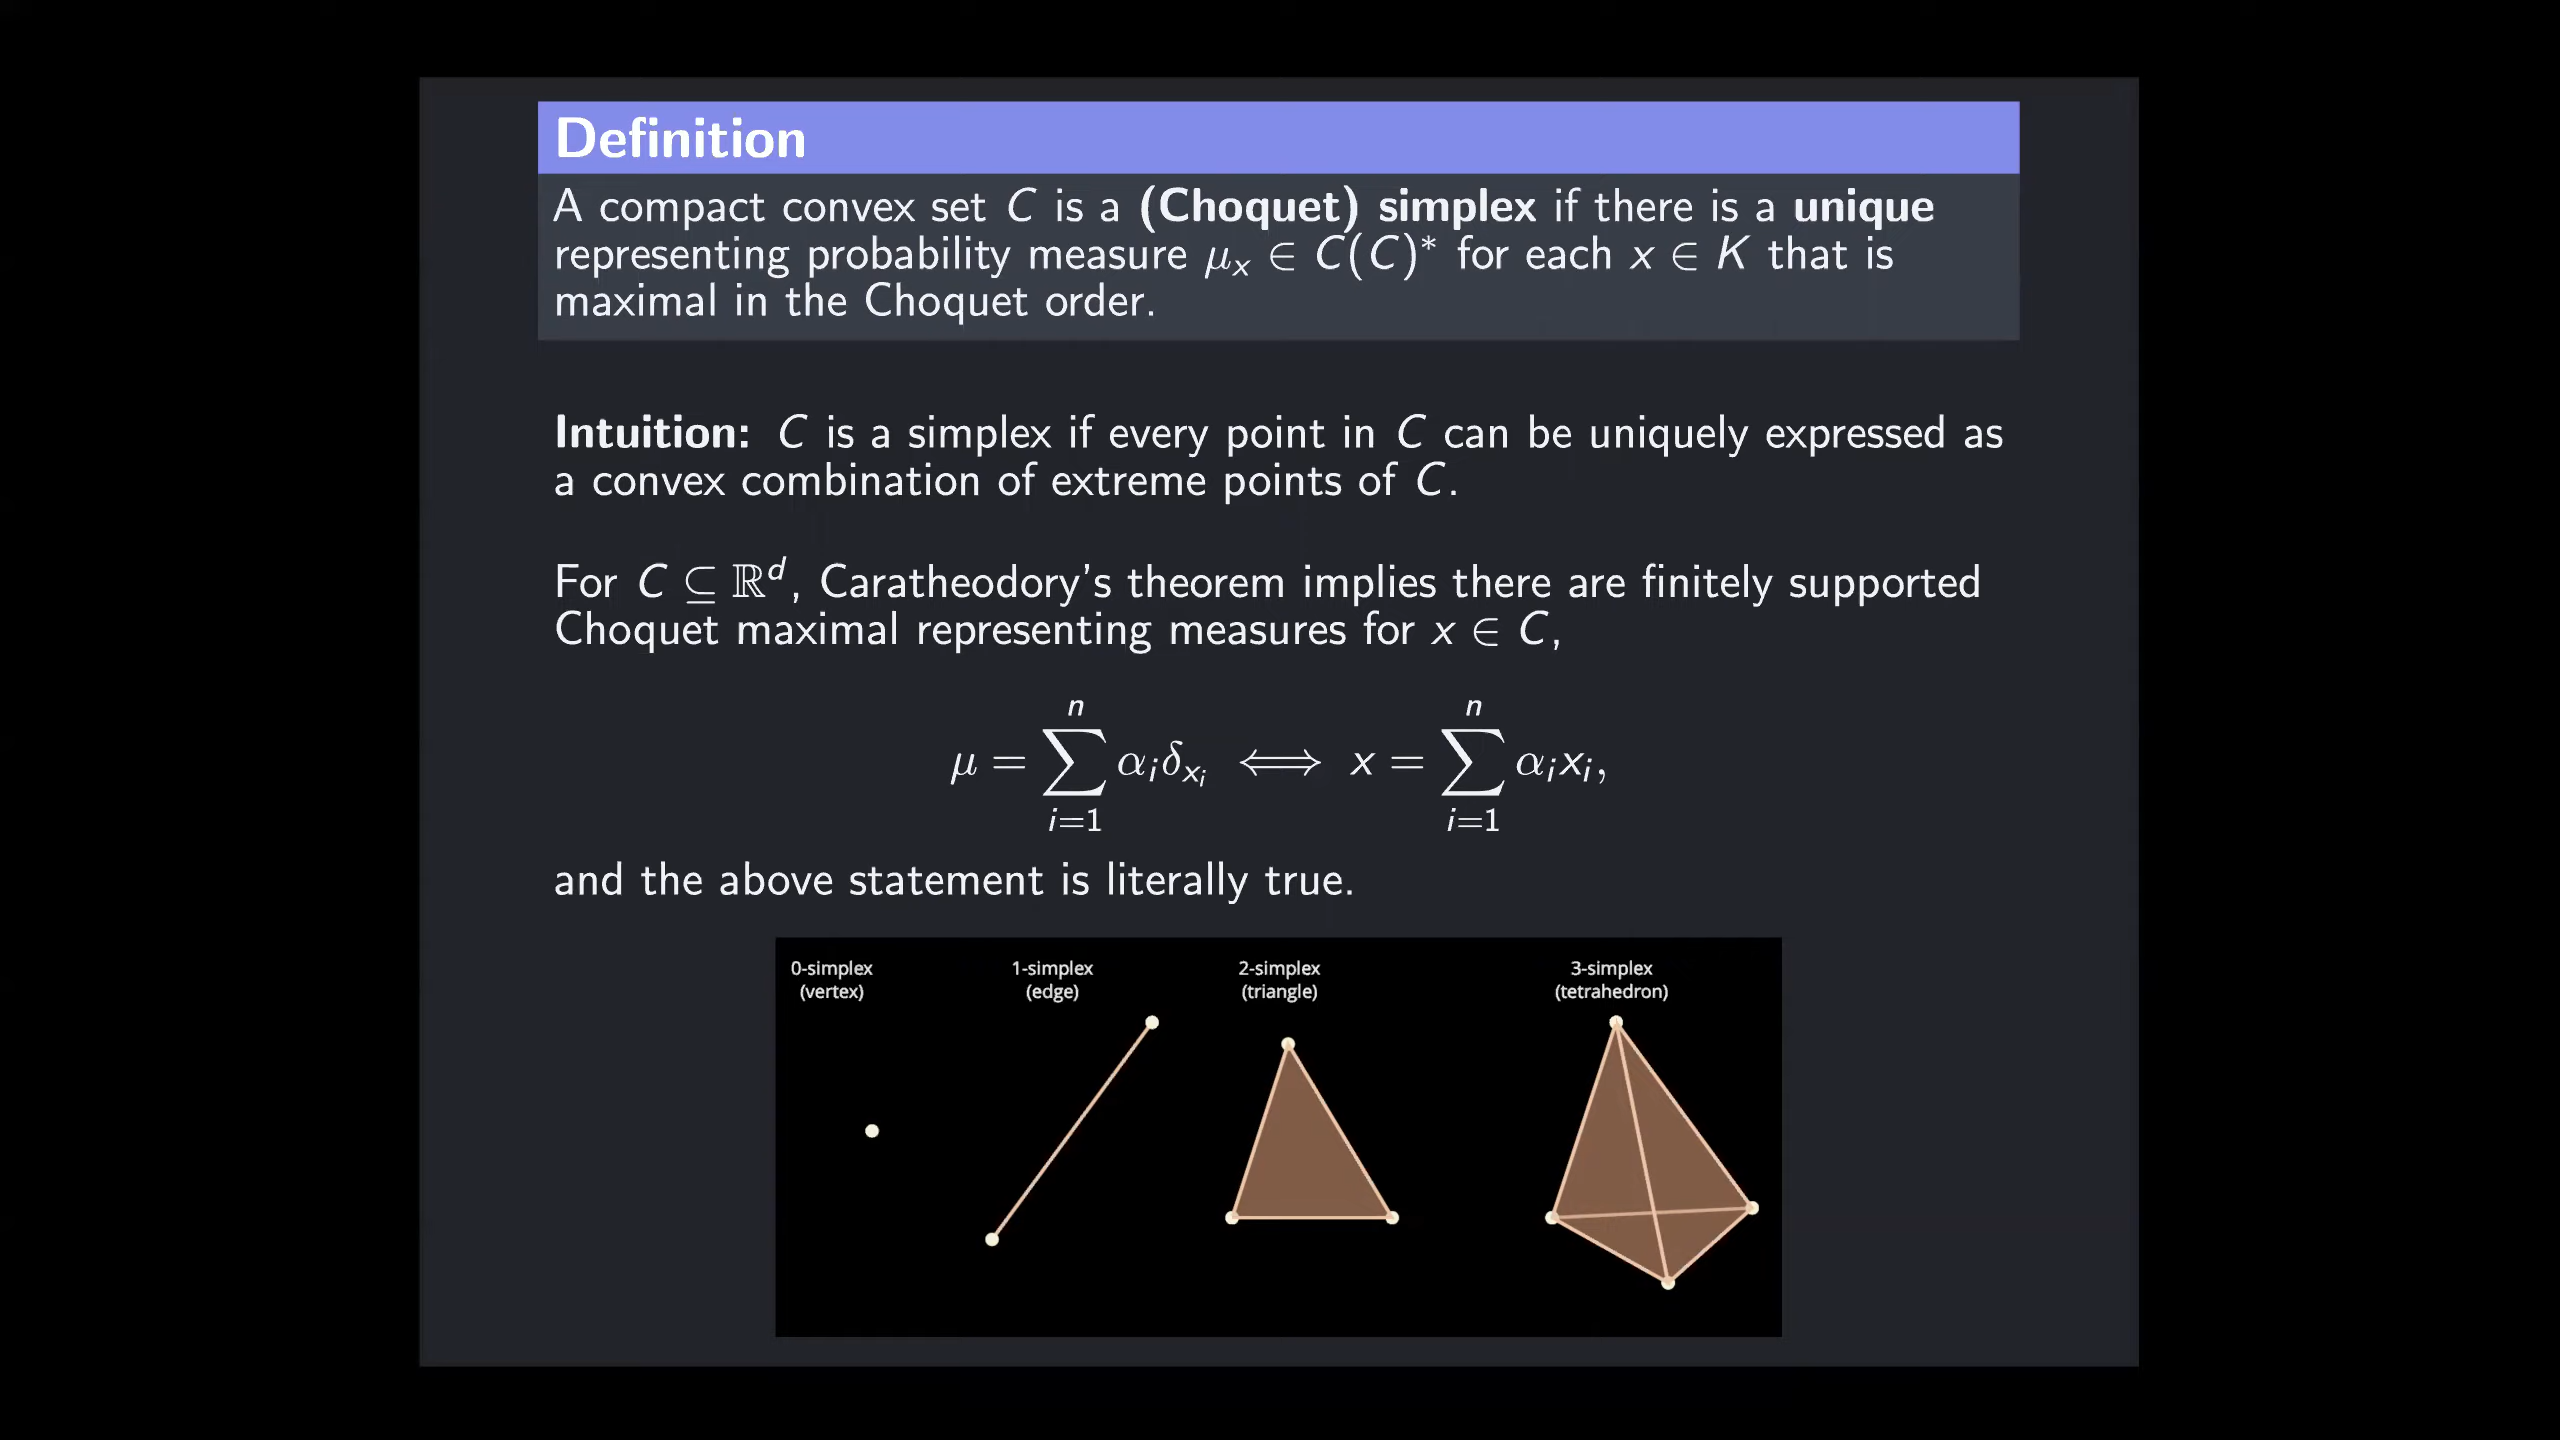 Definition
A compact convex set C is a (Choquet) simplex if there is a unique
representing probability measure μₓ ∈ C(C)* for each x ∈ K that is
maximal in the Choquet order.
Intuition: C is a simplex if every point in C can be uniquely expressed as
a convex combination of extreme points of C.
For C ⊆ ℝᵈ, Caratheodory's theorem implies there are finitely supported
Choquet maximal representing measures for x ∈ C,
μ = ∑_{i=1}^{n} α_i δ_{x_i} ⟺ x = ∑_{i=1}^{n} α_i x_i,
and the above statement is literally true.
0-simplex 1-simplex 2-simplex 3-simplex
(vertex) (edge) (triangle) (tetrahedron)